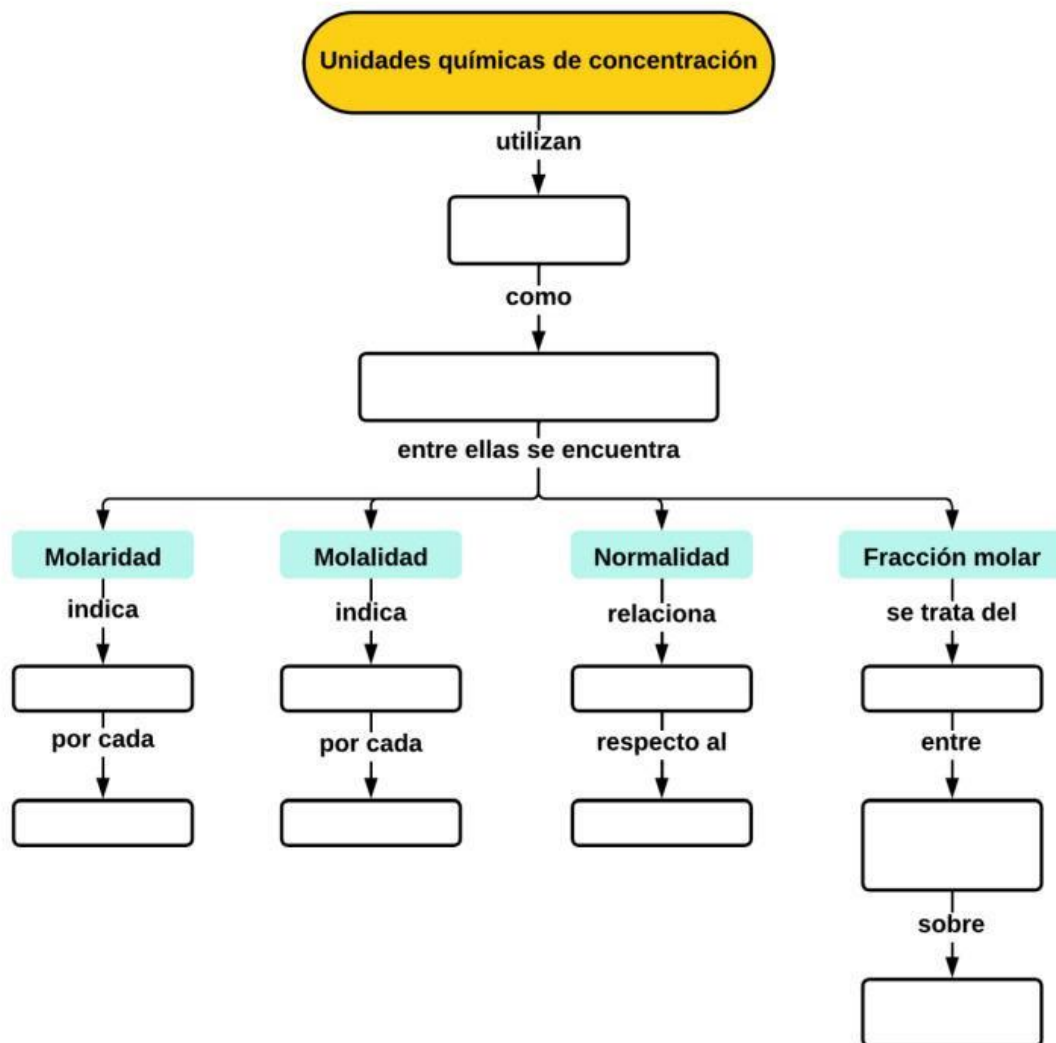 Unidades químicas de concentración
utilizan
como
entre ellas se encuentra
Molaridad
Molalidad
Normalidad
Fracción molar
indica
indica
relaciona
se trata del
por cada
por cada
respecto al
entre
sobre